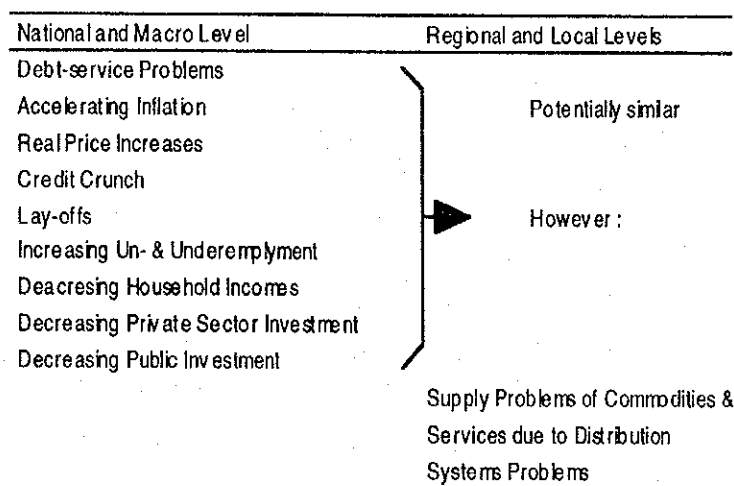 National and Macro Level Regional and Local Levels
Debt-service Problems
Accelerating Inflation Potentially similar
Real Price Increases
Credit Crunch
Lay-offs However :
Increasing Un- & Underemplyment
Deacresing Household Incomes
Decreasing Private Sector Investment
Decreasing Public Investment
Supply Problems of Commodities &
Services due to Distribution
Systems Problems